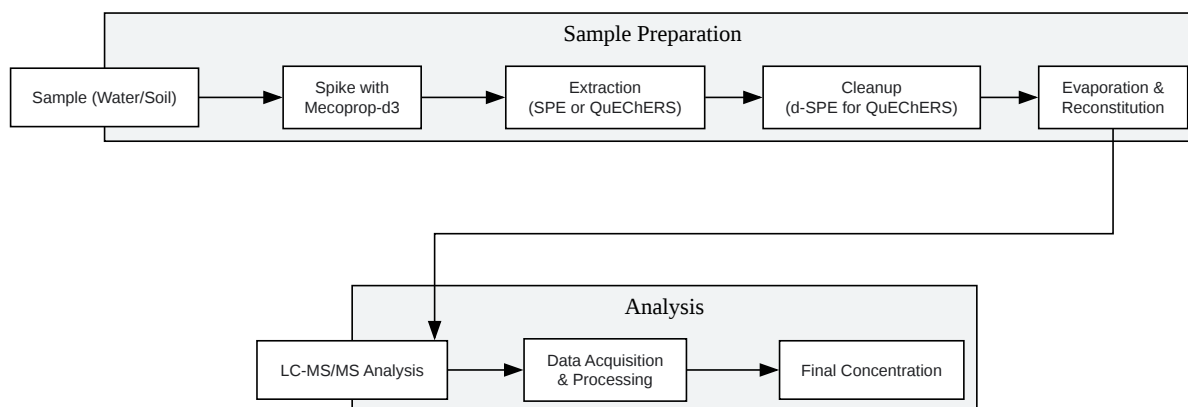 Sample Preparation
Sample (Water/Soil)
Spike with
Mecoprop-d3
Extraction
(SPE or QuEChERS)
Cleanup
(d-SPE for QuEChERS)
Evaporation &
Reconstitution
Analysis
LC-MS/MS Analysis
Data Acquisition
& Processing
Final Concentration